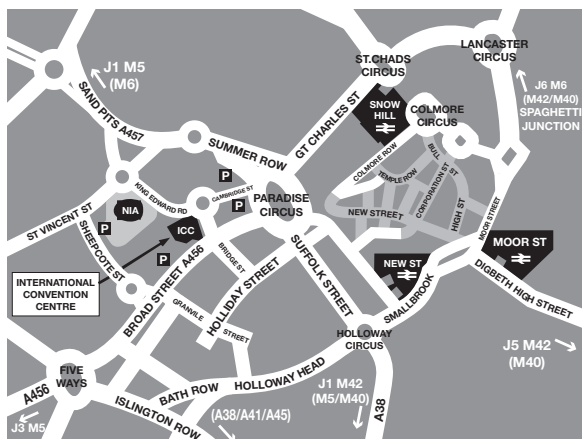 LANCASTER
CIRCUS
ST.CHADS
CIRCUS
J1 M5
(M6)
J6 M6
(M42/M40)
SPAGHETTI
JUNCTION
SAND PITS A457
GT CHARLES ST
SNOW
HILL
COLMORE
CIRCUS
SUMMER ROW
COLMORE ROW
BULL ST
TEMPLE ROW
CORPORATION ST
P
KING EDWARD RD
CAMBRIDGE ST
P
PARADISE
CIRCUS
NEW STREET
HIGH ST
MOOR STREET
NIA
ST VINCENT ST
P
ICC
SHEEPCOTE ST
P
BRIDGE ST
SUFFOLK STREET
NEW ST
MOOR ST
INTERNATIONAL
CONVENTION
CENTRE
BROAD STREET A456
HOLLIDAY STREET
SMALLBROOK
DIGBETH HIGH STREET
GRANVILE STREET
HOLLOWAY
CIRCUS
J5 M42
(M40)
FIVE
WAYS
BATH ROW
HOLLOWAY HEAD
J1 M42
(M5/M40)
A456
J3 M5
ISLINGTON ROW
(A38/A41/A45)
A38